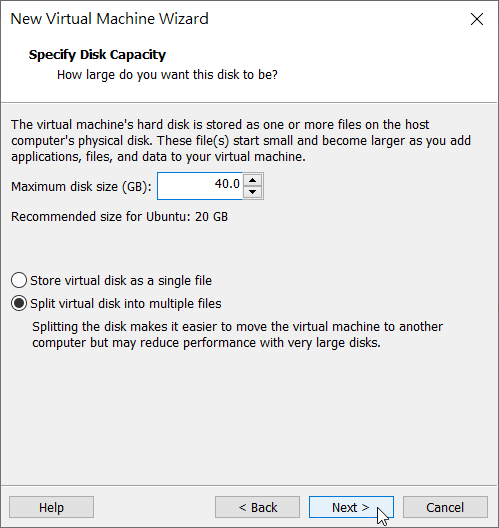 New Virtual Machine Wizard
Specify Disk Capacity
How large do you want this disk to be?
The virtual machine's hard disk is stored as one or more files on the host
computer's physical disk. These file(s) start small and become larger as you add
applications, files, and data to your virtual machine.
Maximum disk size (GB): 40.0
Recommended size for Ubuntu: 20 GB
Store virtual disk as a single file
Split virtual disk into multiple files
Splitting the disk makes it easier to move the virtual machine to another
computer but may reduce performance with very large disks.
Help < Back Next > Cancel